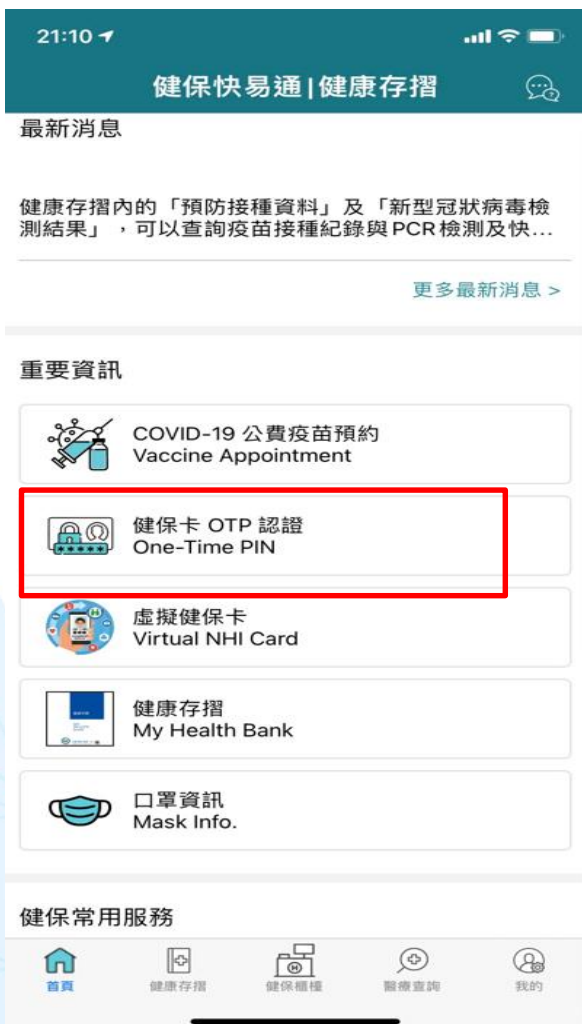 21:10
健保快易通|健康存摺
最新消息
健康存摺內的「預防接種資料」及「新型冠狀病毒檢
測結果」，可以查詢疫苗接種紀錄與PCR檢測及快...
更多最新消息 >
重要資訊
COVID-19 公費疫苗預約
Vaccine Appointment
健保卡 OTP 認證
One-Time PIN
虛擬健保卡
Virtual NHI Card
健康存摺
My Health Bank
口罩資訊
Mask Info.
健保常用服務
首頁
健康存摺
健保櫃檯
醫療查詢
我的